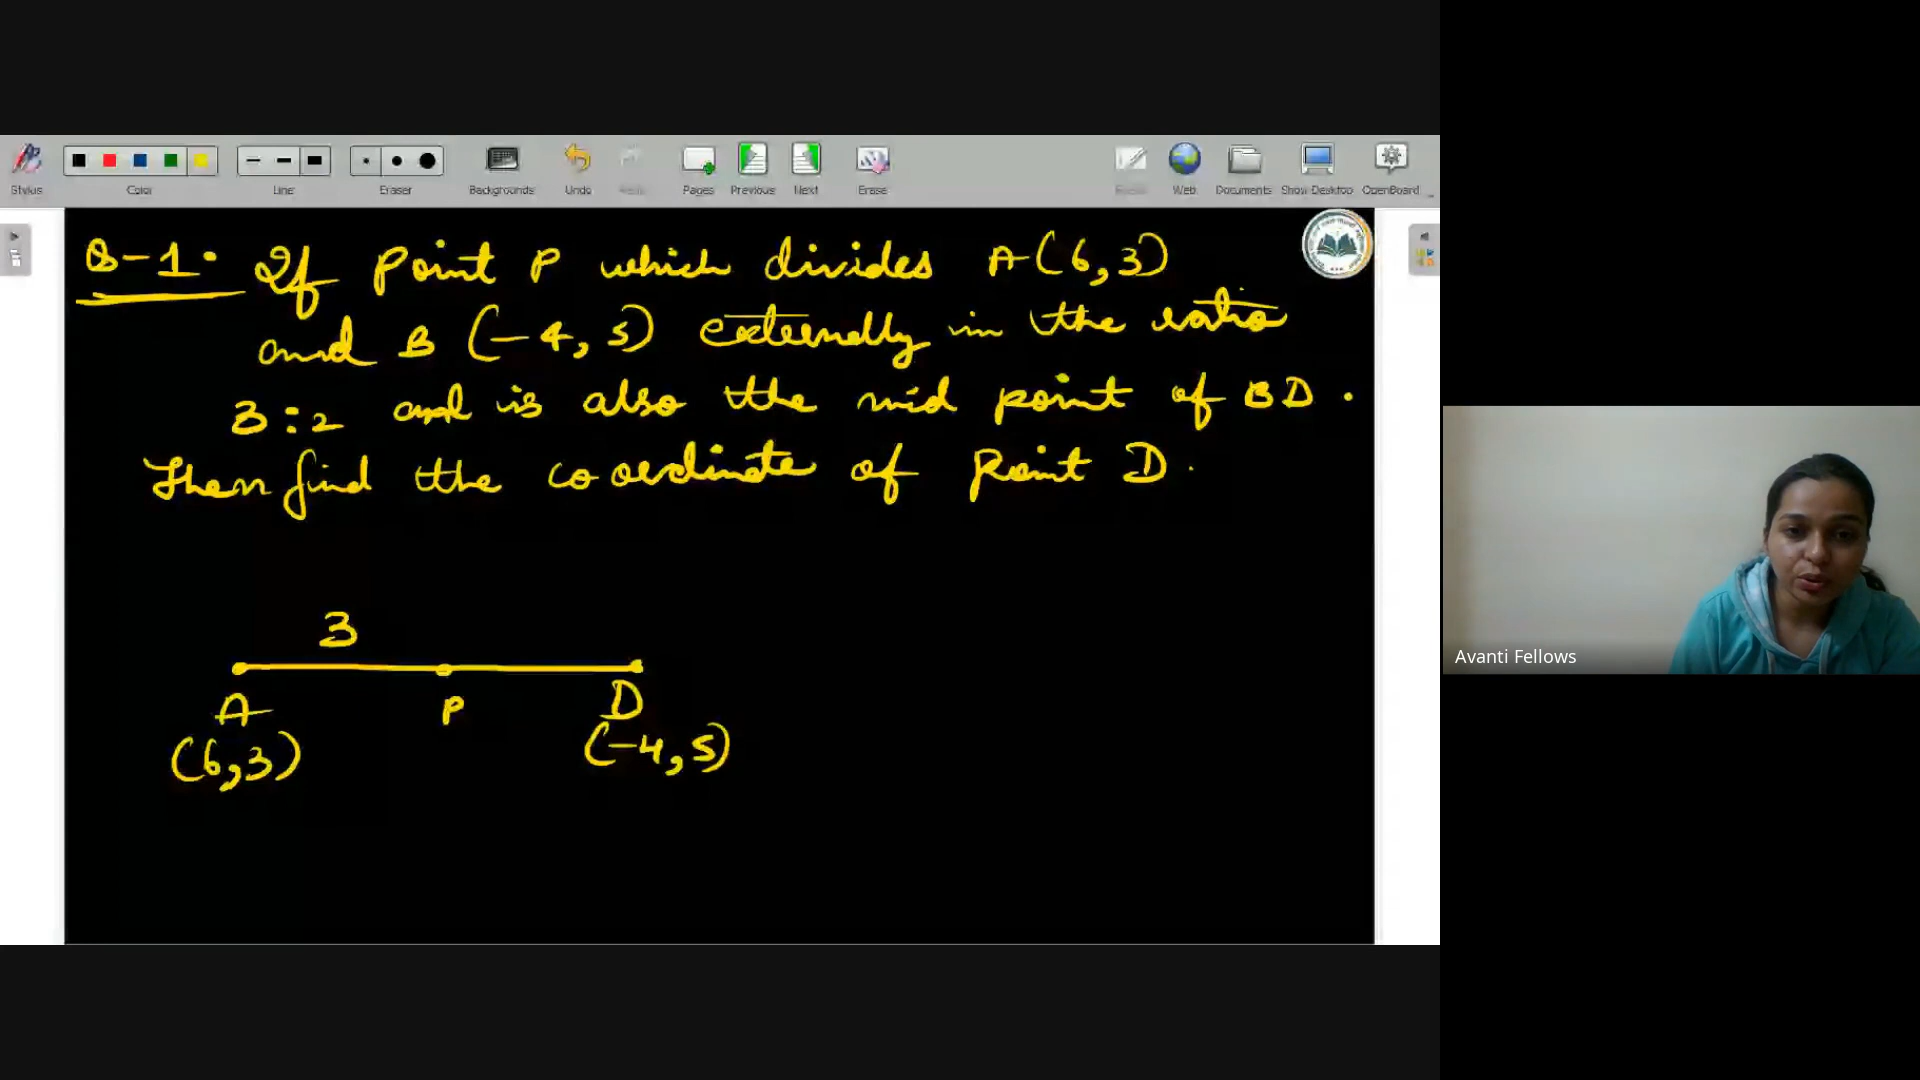 Stylus
Color
Line
Eraser
Backgrounds
Undo
Pages
Previous
Next
Erase
Web
Documents
Show Desktop
OpenBoard
Q-1. If point P which divides A(6,3)
and B (-4, 5) externally in the ratio
3:2 and is also the mid point of BD.
Then find the coordinate of point D.
3
A P D
(6,3) (-4, 5)
Avanti Fellows